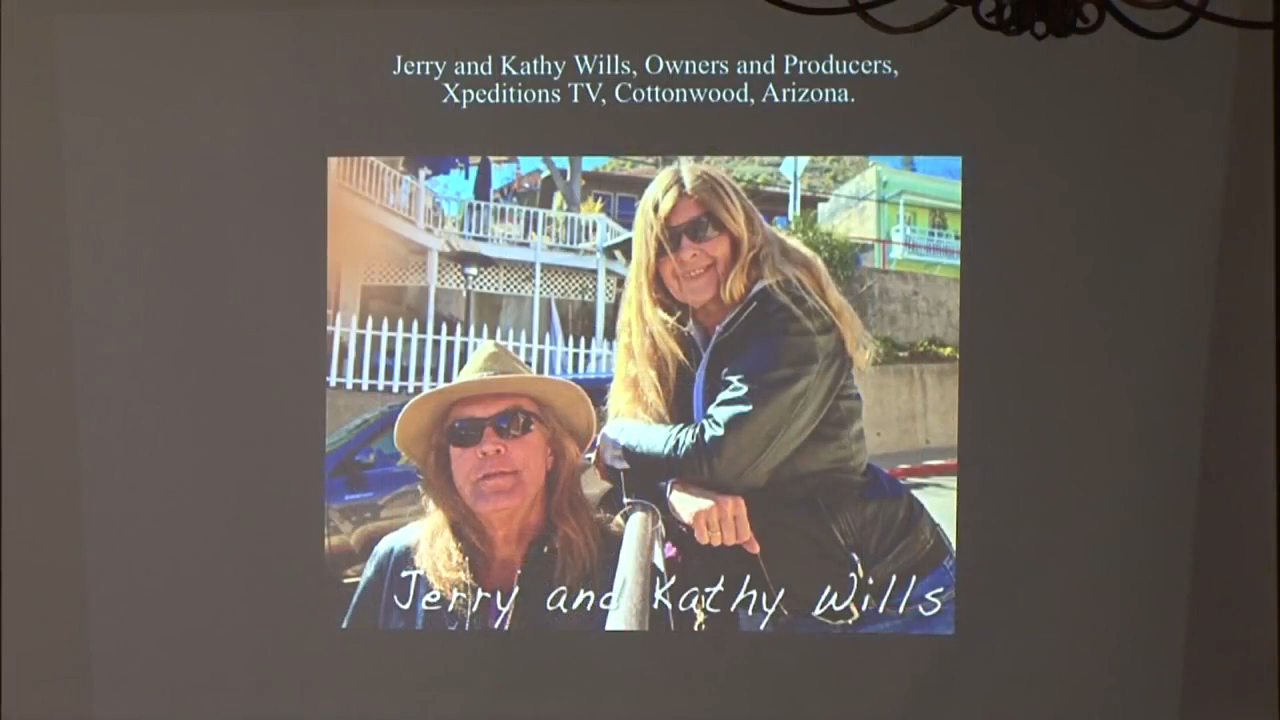 Jerry and Kathy Wills, Owners and Producers,
Xpeditions TV, Cottonwood, Arizona.
Jerry and Kathy Wills